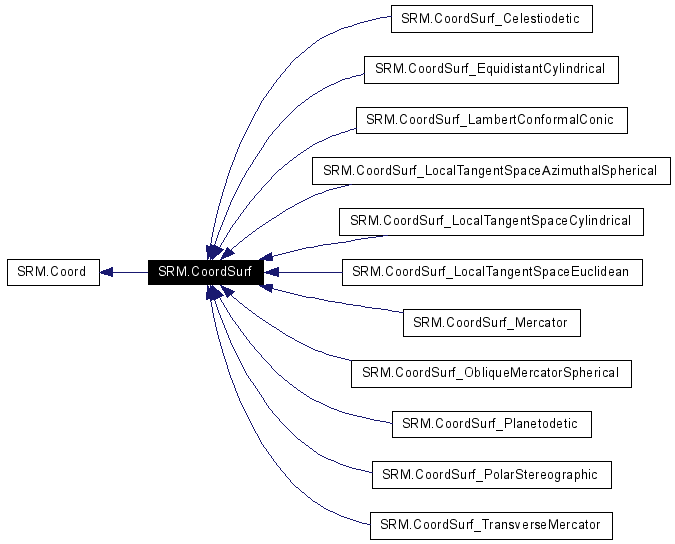 SRM.CoordSurf_Celestiodetic
SRM.CoordSurf_EquidistantCylindrical
SRM.CoordSurf_LambertConformalConic
SRM.CoordSurf_LocalTangentSpaceAzimuthalSpherical
SRM.CoordSurf_LocalTangentSpaceCylindrical
SRM.Coord
SRM.CoordSurf
SRM.CoordSurf_LocalTangentSpaceEuclidean
SRM.CoordSurf_Mercator
SRM.CoordSurf_ObliqueMercatorSpherical
SRM.CoordSurf_Planetodetic
SRM.CoordSurf_PolarStereographic
SRM.CoordSurf_TransverseMercator